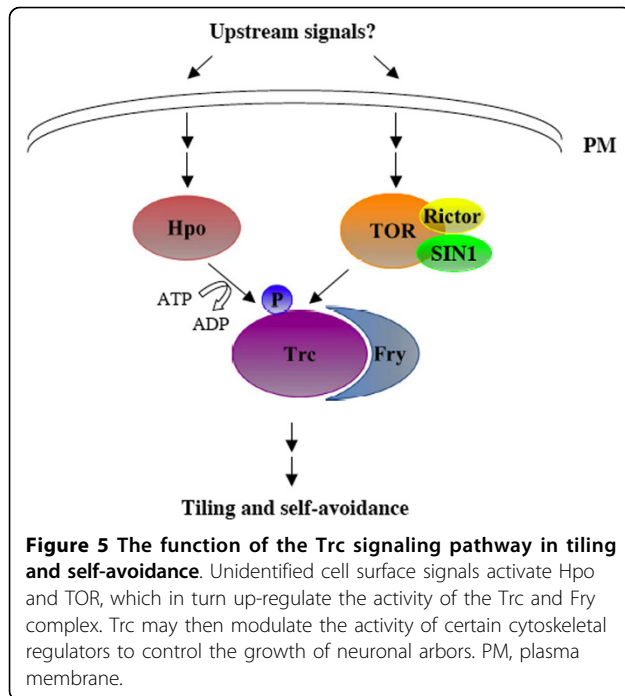 Upstream signals?
PM
Hpo
TOR
Rictor
SIN1
ATP
ADP
P
Trc
Fry
Tiling and self-avoidance
Figure 5 The function of the Trc signaling pathway in tiling
and self-avoidance. Unidentified cell surface signals activate Hpo
and TOR, which in turn up-regulate the activity of the Trc and Fry
complex. Trc may then modulate the activity of certain cytoskeletal
regulators to control the growth of neuronal arbors. PM, plasma
membrane.